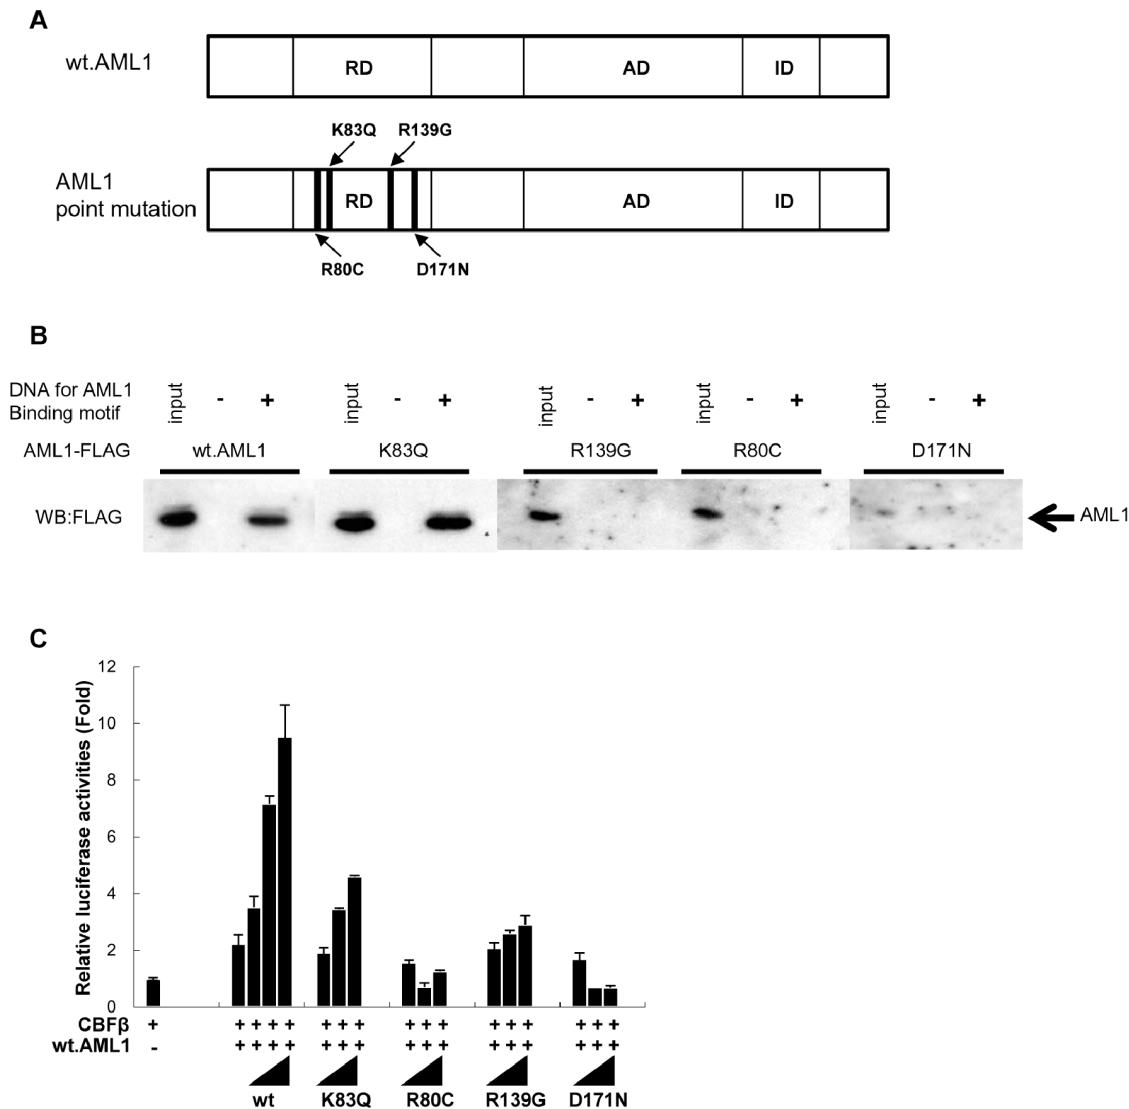 A
wt.AML1
RD
AD
ID
K83Q R139G
AML1
point mutation
RD
AD
ID
R80C D171N
B
DNA for AML1
Binding motif
input - + input - + input - + input - + input - +
AML1-FLAG wt.AML1 K83Q R139G R80C D171N
WB:FLAG
AML1
C
Relative luciferase activities (Fold)
12
10
8
6
4
2
0
CBFβ + + + + + + + + + + + + + + + + +
wt.AML1 - + + + + + + + + + + + + + + + +
wt K83Q R80C R139G D171N